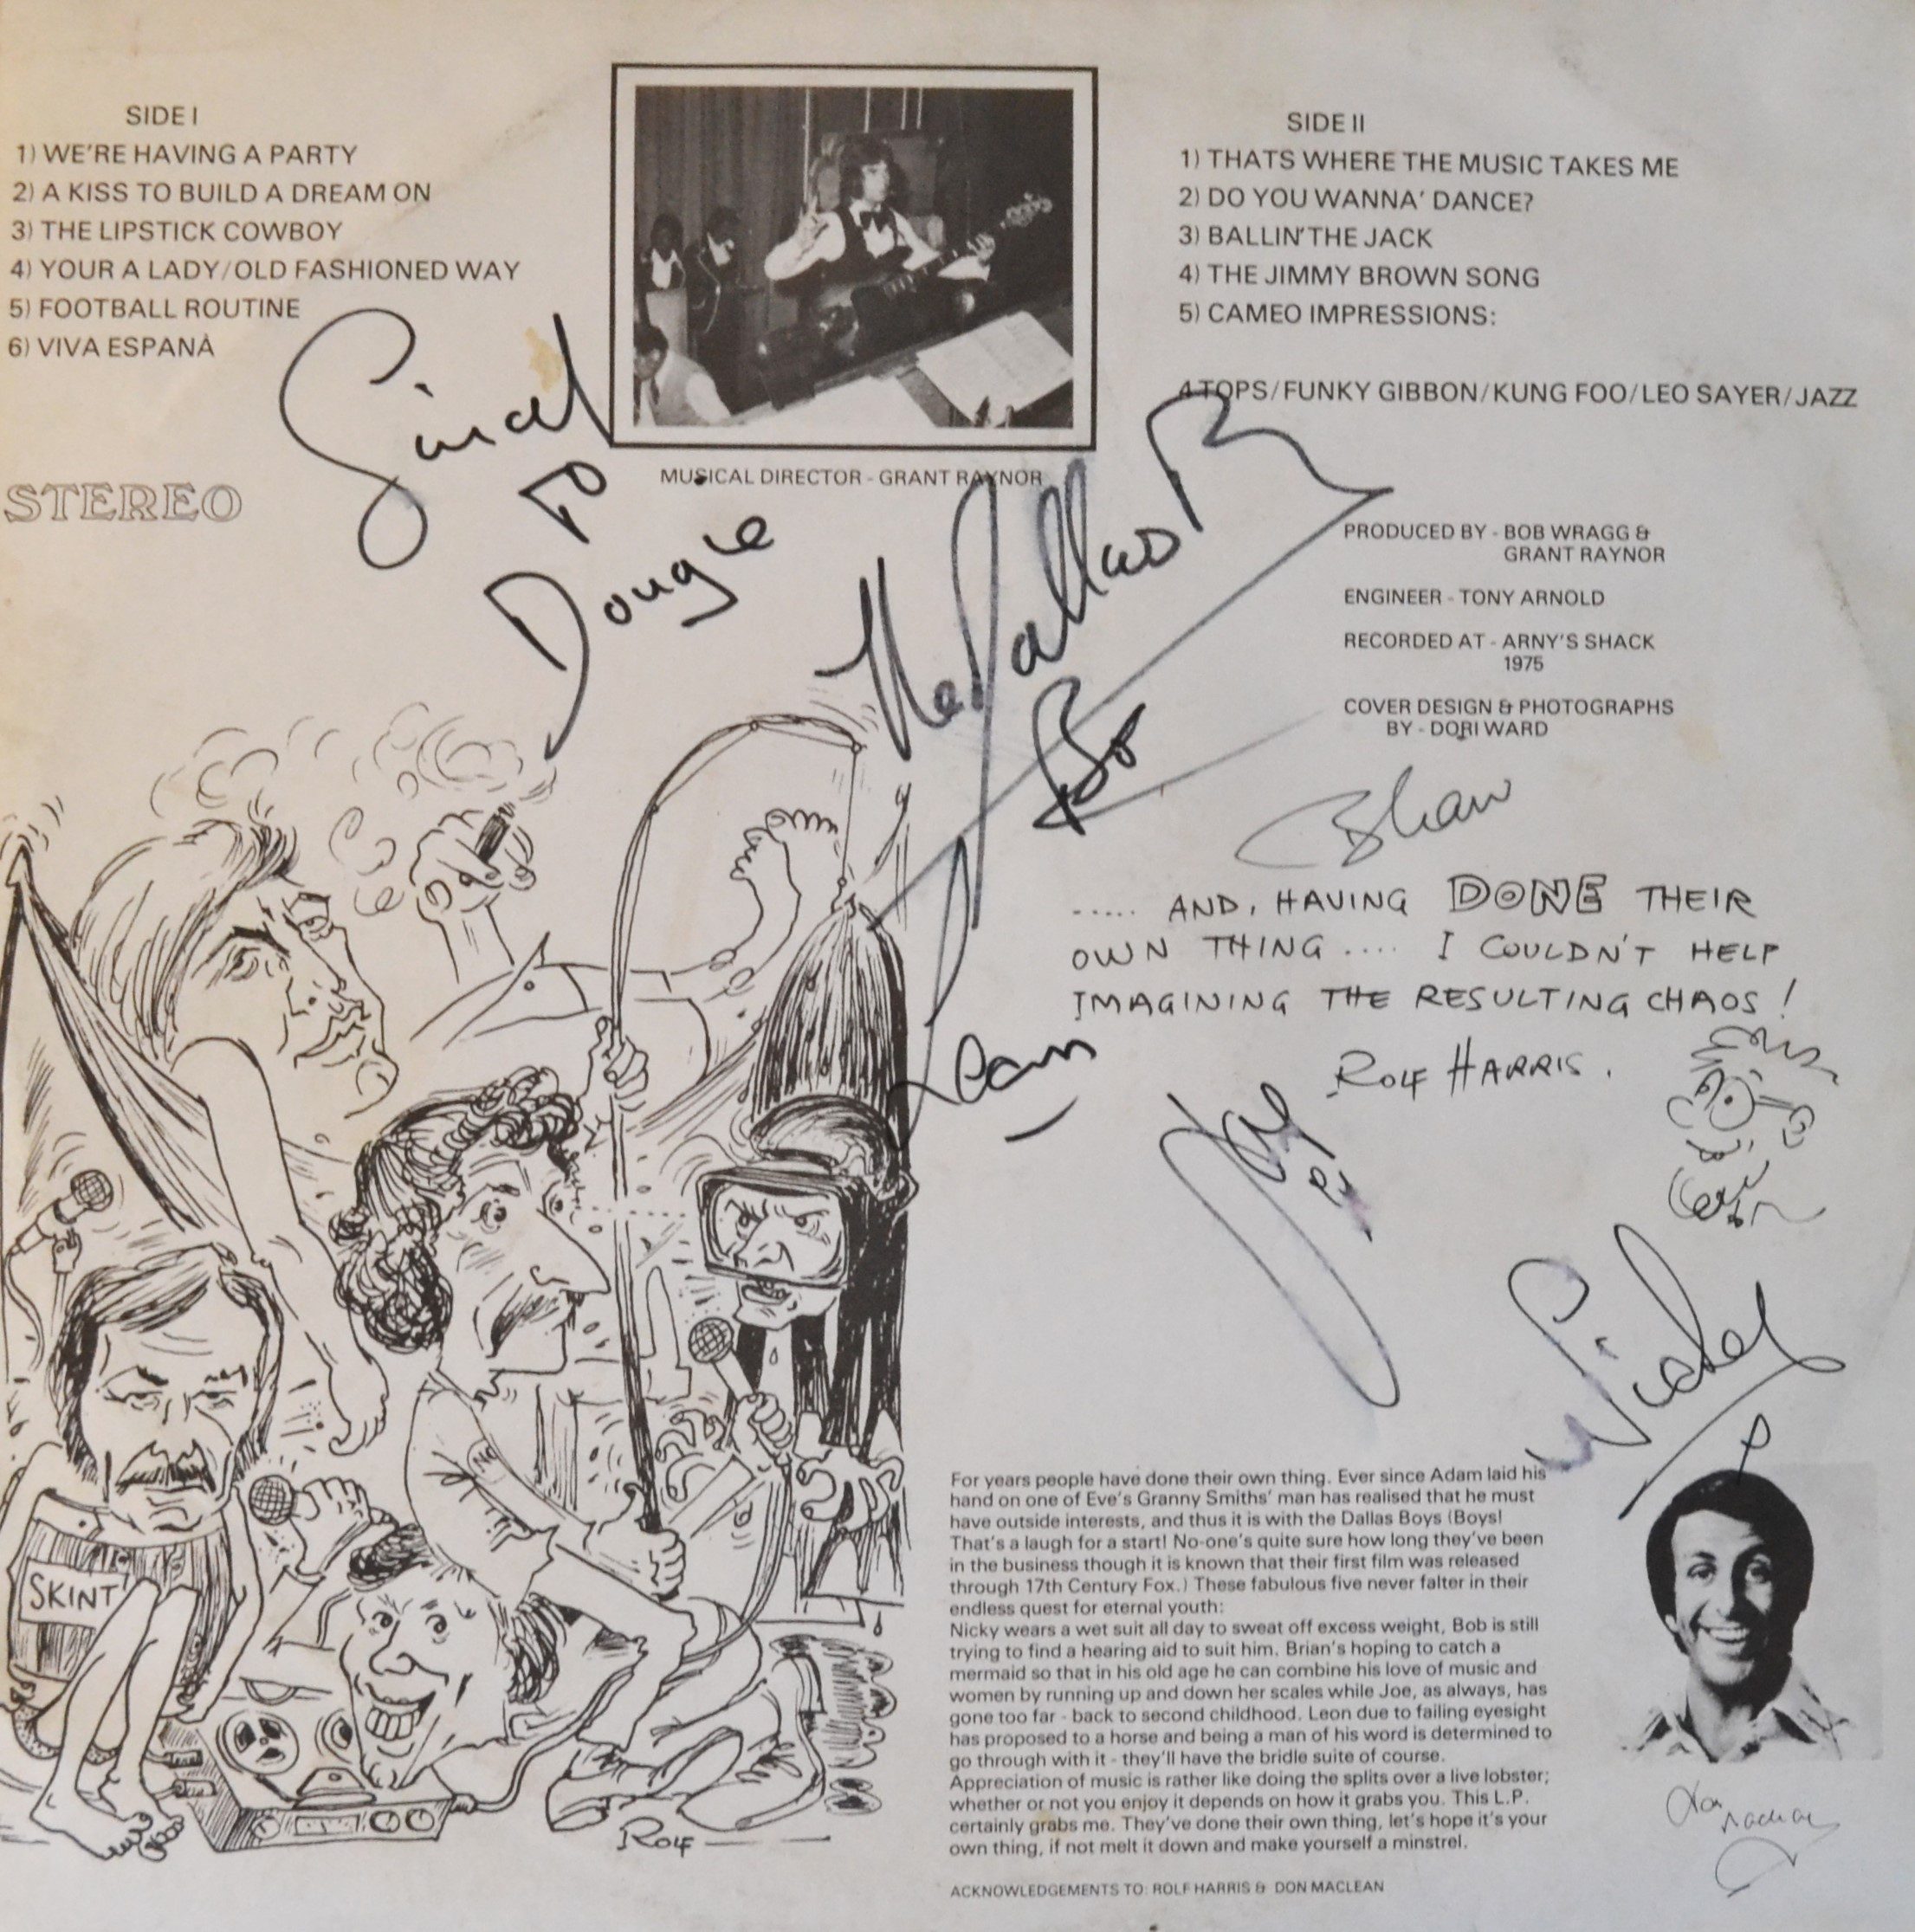 SIDE I
1) WE'RE HAVING A PARTY
2) A KISS TO BUILD A DREAM ON
3) THE LIPSTICK COWBOY
4) YOUR A LADY/OLD FASHIONED WAY
5) FOOTBALL ROUTINE
6) VIVA ESPANÀ
STEREO
MUSICAL DIRECTOR - GRANT RAYNOR
SIDE II
1) THATS WHERE THE MUSIC TAKES ME
2) DO YOU WANNA' DANCE?
3) BALLIN' THE JACK
4) THE JIMMY BROWN SONG
5) CAMEO IMPRESSIONS:
4 TOPS/FUNKY GIBBON/KUNG FOO/LEO SAYER/JAZZ
To
Dougie
The Dallas
Bo
PRODUCED BY - BOB WRAGG &
GRANT RAYNOR
ENGINEER - TONY ARNOLD
RECORDED AT - ARNY'S SHACK
1975
COVER DESIGN & PHOTOGRAPHS
BY - DORI WARD
..... AND, HAVING DONE THEIR
OWN THING .... I COULDN'T HELP
IMAGINING THE RESULTING CHAOS!
ROLF HARRIS.
Leon
Joe
Nicky
NO
SKINT
ROLF
For years people have done their own thing. Ever since Adam laid his
hand on one of Eve's Granny Smiths' man has realised that he must
have outside interests, and thus it is with the Dallas Boys (Boys!
That's a laugh for a start! No-one's quite sure how long they've been
in the business though it is known that their first film was released
through 17th Century Fox.) These fabulous five never falter in their
endless quest for eternal youth:
Nicky wears a wet suit all day to sweat off excess weight, Bob is still
trying to find a hearing aid to suit him. Brian's hoping to catch a
mermaid so that in his old age he can combine his love of music and
women by running up and down her scales while Joe, as always, has
gone too far - back to second childhood. Leon due to failing eyesight
has proposed to a horse and being a man of his word is determined to
go through with it - they'll have the bridle suite of course.
Appreciation of music is rather like doing the splits over a live lobster;
whether or not you enjoy it depends on how it grabs you. This L.P.
certainly grabs me. They've done their own thing, let's hope it's your
own thing, if not melt it down and make yourself a minstrel.
ACKNOWLEDGEMENTS TO: ROLF HARRIS & DON MACLEAN